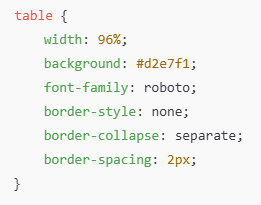 table {
    width: 96%;
    background: #d2e7f1;
    font-family: roboto;
    border-style: none;
    border-collapse: separate;
    border-spacing: 2px;
}